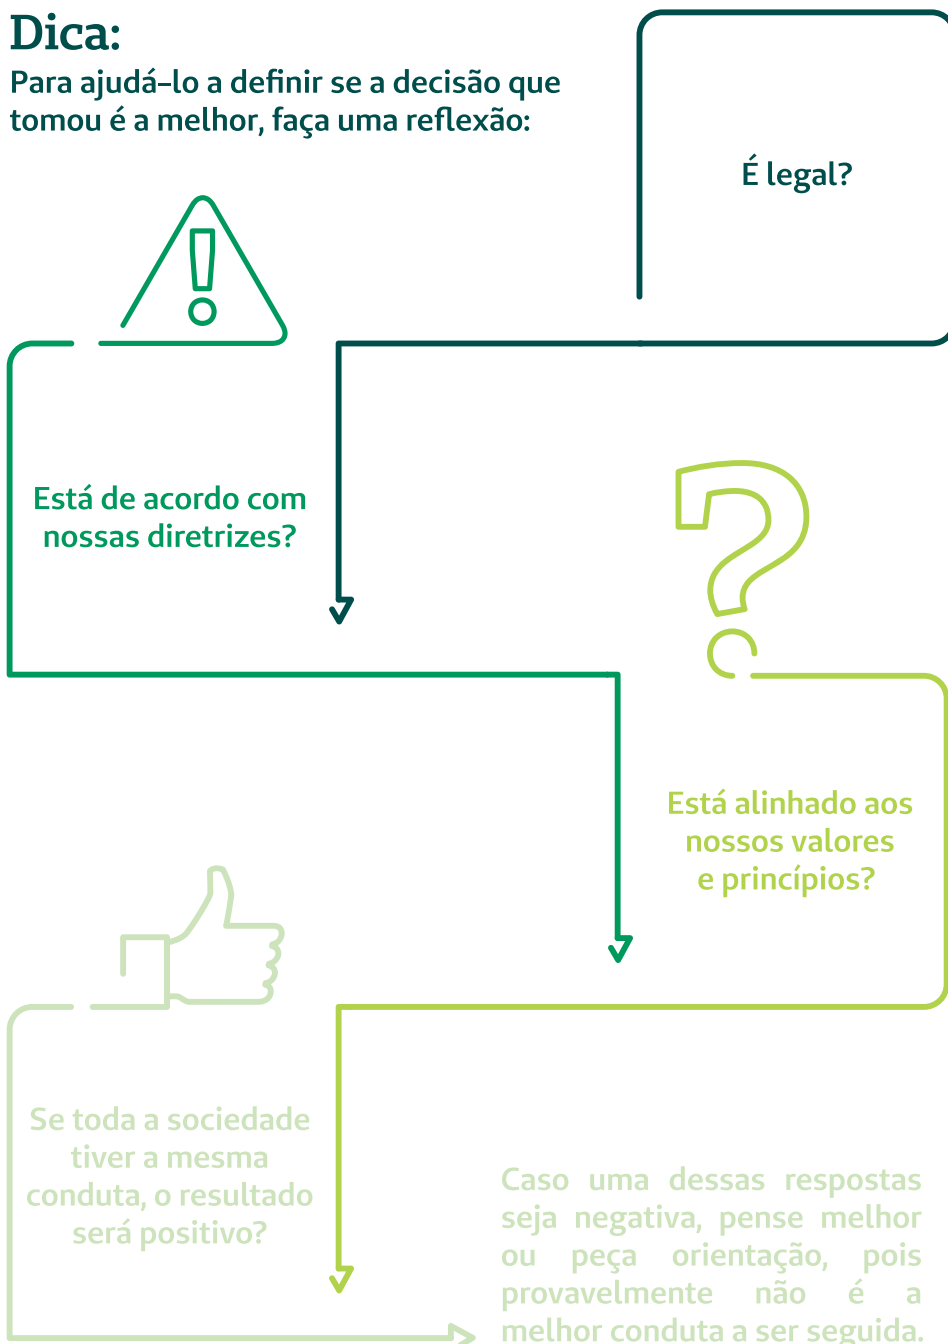 Dica:
Para ajudá-lo a definir se a decisão que
tomou é a melhor, faça uma reflexão:
É legal?
Está de acordo com
nossas diretrizes?
Está alinhado aos
nossos valores
e princípios?
Se toda a sociedade
tiver a mesma
conduta, o resultado
será positivo?
Caso uma dessas respostas
seja negativa, pense melhor
ou peça orientação, pois
provavelmente não é a
melhor conduta a ser seguida.